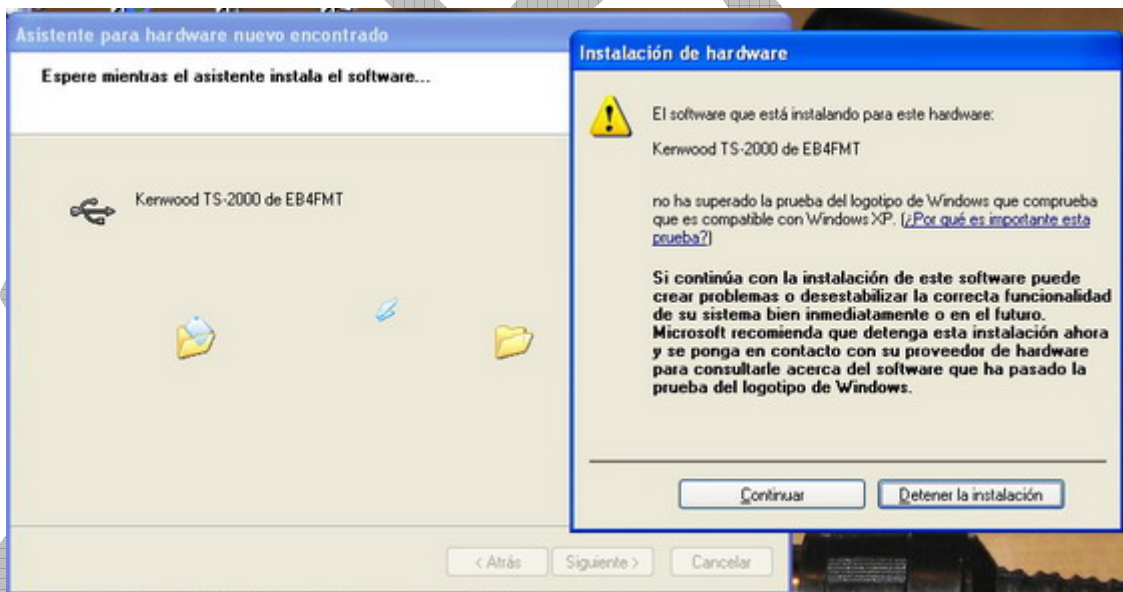 Asistente para hardware nuevo encontrado
Espere mientras el asistente instala el software...
Kenwood TS-2000 de EB4FMT
< Atrás
Siguiente >
Cancelar
Instalación de hardware
El software que está instalando para este hardware:
Kenwood TS-2000 de EB4FMT
no ha superado la prueba del logotipo de Windows que comprueba
que es compatible con Windows XP. (¿Por qué es importante esta
prueba?)
Si continúa con la instalación de este software puede
crear problemas o desestabilizar la correcta funcionalidad
de su sistema bien inmediatamente o en el futuro.
Microsoft recomienda que detenga esta instalación ahora
y se ponga en contacto con su proveedor de hardware
para consultarle acerca del software que ha pasado la
prueba del logotipo de Windows.
Continuar
Detener la instalación